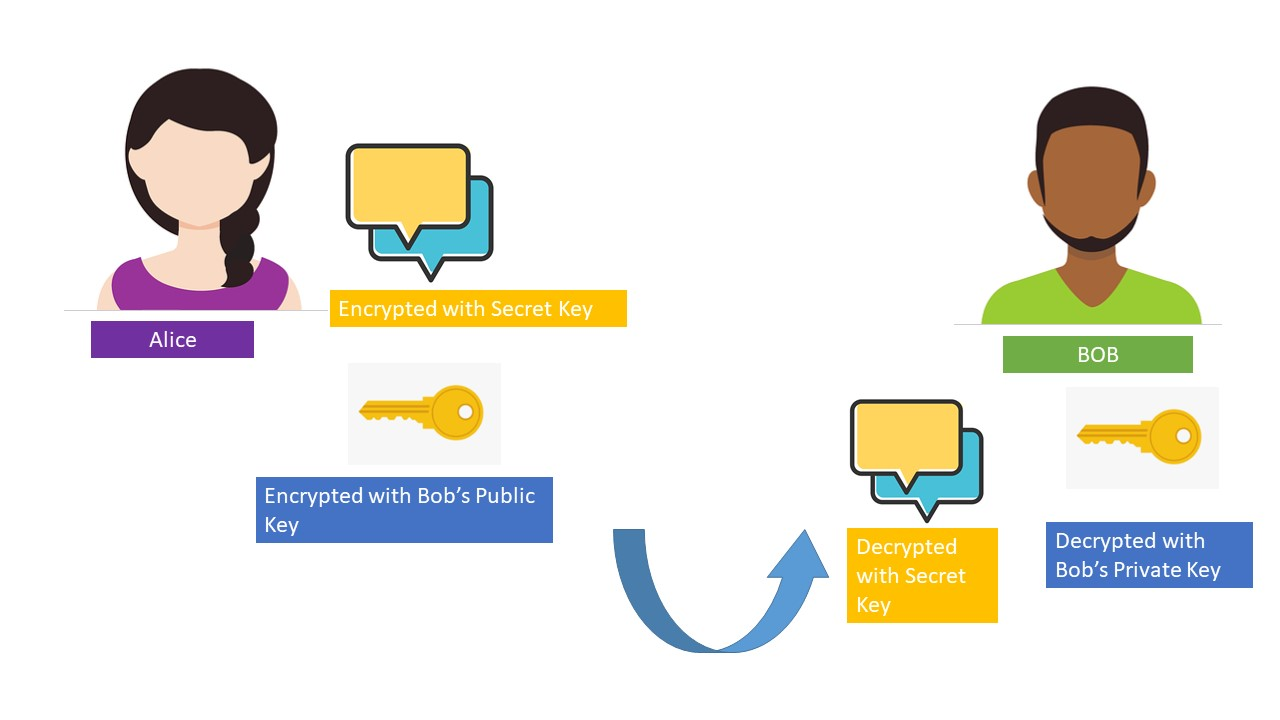 Encrypted with Secret Key
Alice
BOB
Encrypted with Bob’s Public
Key
Decrypted
with Secret
Key
Decrypted with
Bob’s Private Key